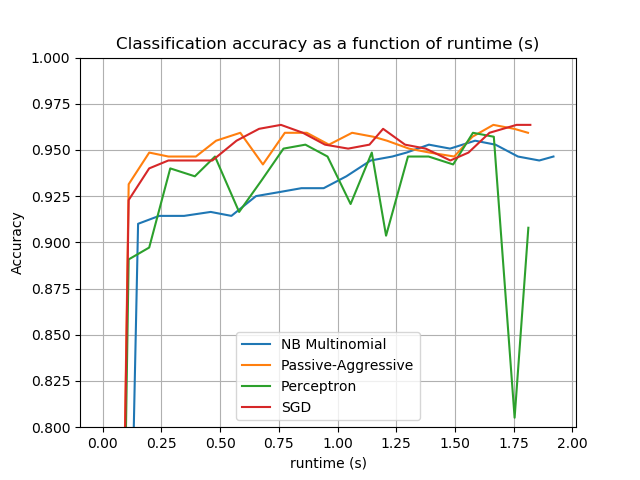 Classification accuracy as a function of runtime (s)
1.000
0.975
0.950
0.925
0.900
0.875
0.850
0.825
0.800
Accuracy
NB Multinomial
Passive-Aggressive
Perceptron
SGD
0.00 0.25 0.50 0.75 1.00 1.25 1.50 1.75 2.00
runtime (s)